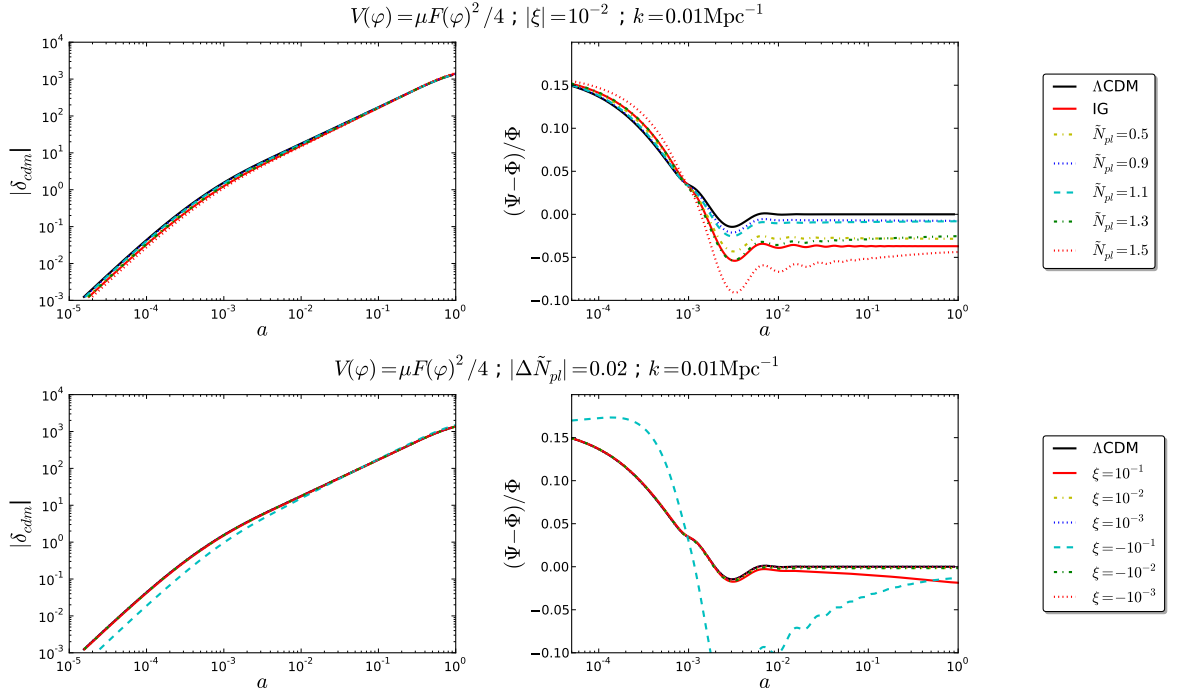 V(φ)=μF(φ)²/4 ; |ξ|=10⁻² ; k=0.01Mpc⁻¹
10⁴
10³
10²
10¹
10⁰
10⁻¹
10⁻²
10⁻³
|δ_cdm|
10⁻⁵ 10⁻⁴ 10⁻³ 10⁻² 10⁻¹ 10⁰
a
0.15
0.10
0.05
0.00
−0.05
−0.10
(Ψ−Φ)/Φ
10⁻⁴ 10⁻³ 10⁻² 10⁻¹ 10⁰
a
ΛCDM
IG
Ñ_pl=0.5
Ñ_pl=0.9
Ñ_pl=1.1
Ñ_pl=1.3
Ñ_pl=1.5
V(φ)=μF(φ)²/4 ; |ΔÑ_pl|=0.02 ; k=0.01Mpc⁻¹
10⁴
10³
10²
10¹
10⁰
10⁻¹
10⁻²
10⁻³
|δ_cdm|
10⁻⁵ 10⁻⁴ 10⁻³ 10⁻² 10⁻¹ 10⁰
a
0.15
0.10
0.05
0.00
−0.05
−0.10
(Ψ−Φ)/Φ
10⁻⁴ 10⁻³ 10⁻² 10⁻¹ 10⁰
a
ΛCDM
ξ=10⁻¹
ξ=10⁻²
ξ=10⁻³
ξ=−10⁻¹
ξ=−10⁻²
ξ=−10⁻³